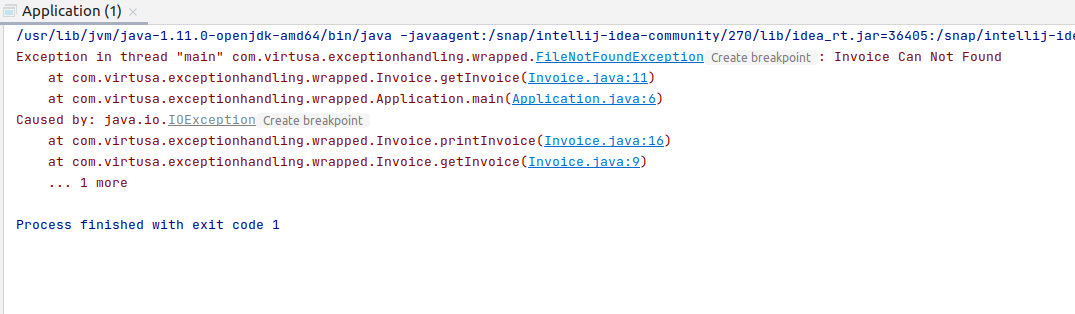 Application (1) ×
/usr/lib/jvm/java-1.11.0-openjdk-amd64/bin/java -javaagent:/snap/intellij-idea-community/270/lib/idea_rt.jar=36405:/snap/intellij-ide
Exception in thread "main" com.virtusa.exceptionhandling.wrapped.FileNotFoundException Create breakpoint : Invoice Can Not Found
    at com.virtusa.exceptionhandling.wrapped.Invoice.getInvoice(Invoice.java:11)
    at com.virtusa.exceptionhandling.wrapped.Application.main(Application.java:6)
Caused by: java.io.IOException Create breakpoint
    at com.virtusa.exceptionhandling.wrapped.Invoice.printInvoice(Invoice.java:16)
    at com.virtusa.exceptionhandling.wrapped.Invoice.getInvoice(Invoice.java:9)
    ... 1 more
Process finished with exit code 1